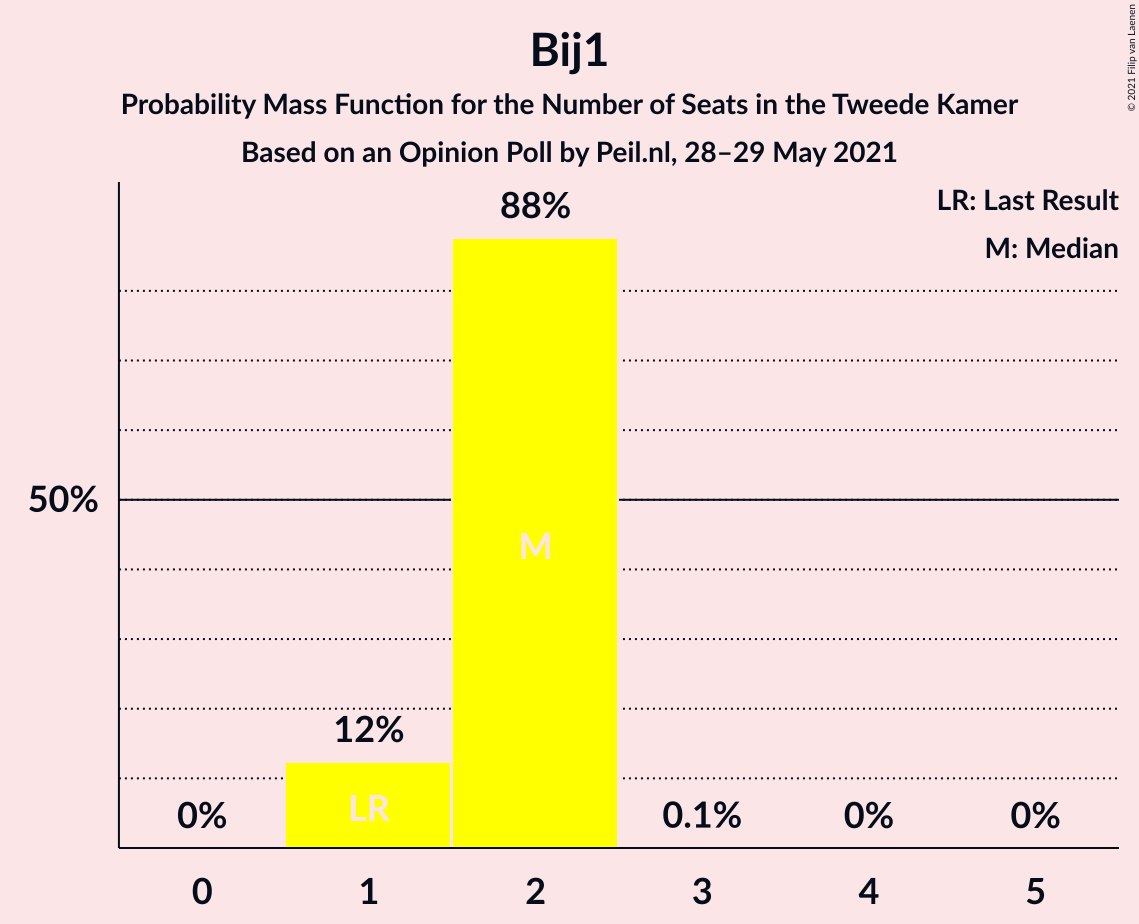 Bij1
Probability Mass Function for the Number of Seats in the Tweede Kamer
Based on an Opinion Poll by Peil.nl, 28–29 May 2021
© 2021 Filip van Laenen
LR: Last Result
M: Median
88%
50%
M
12%
LR
0%
0.1%
0%
0%
0 1 2 3 4 5